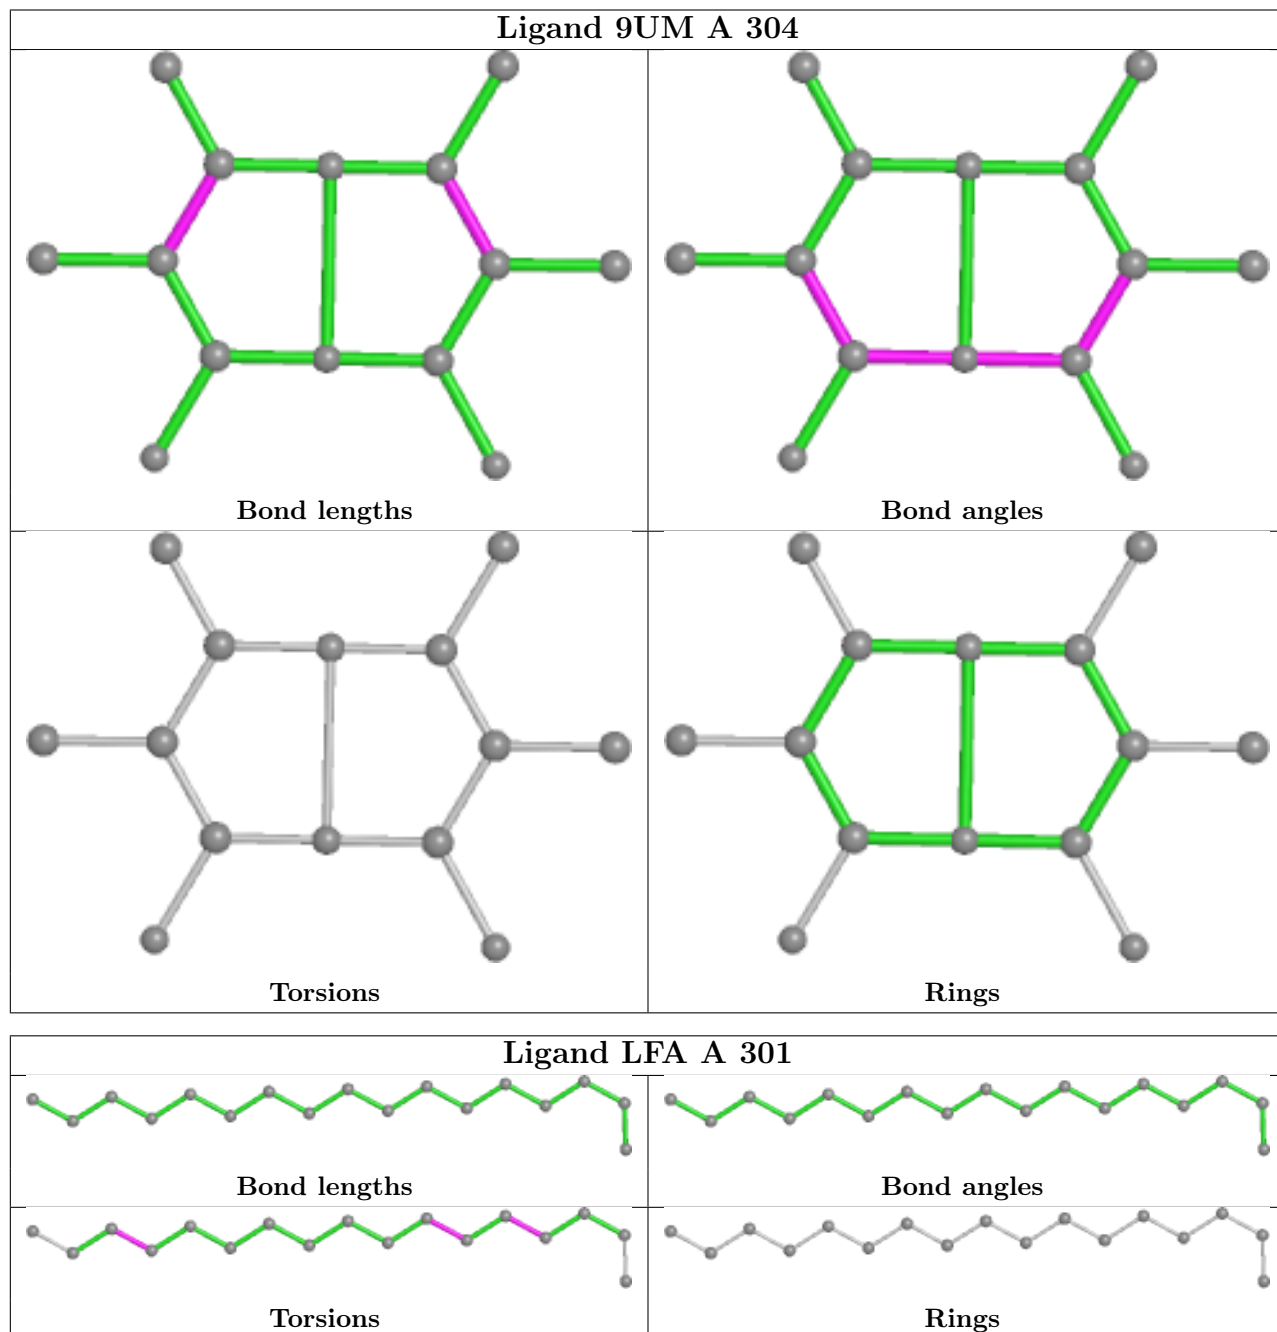 Ligand 9UM A 304
Bond lengths
Bond angles
Torsions
Rings
Ligand LFA A 301
Bond lengths
Bond angles
Torsions
Rings